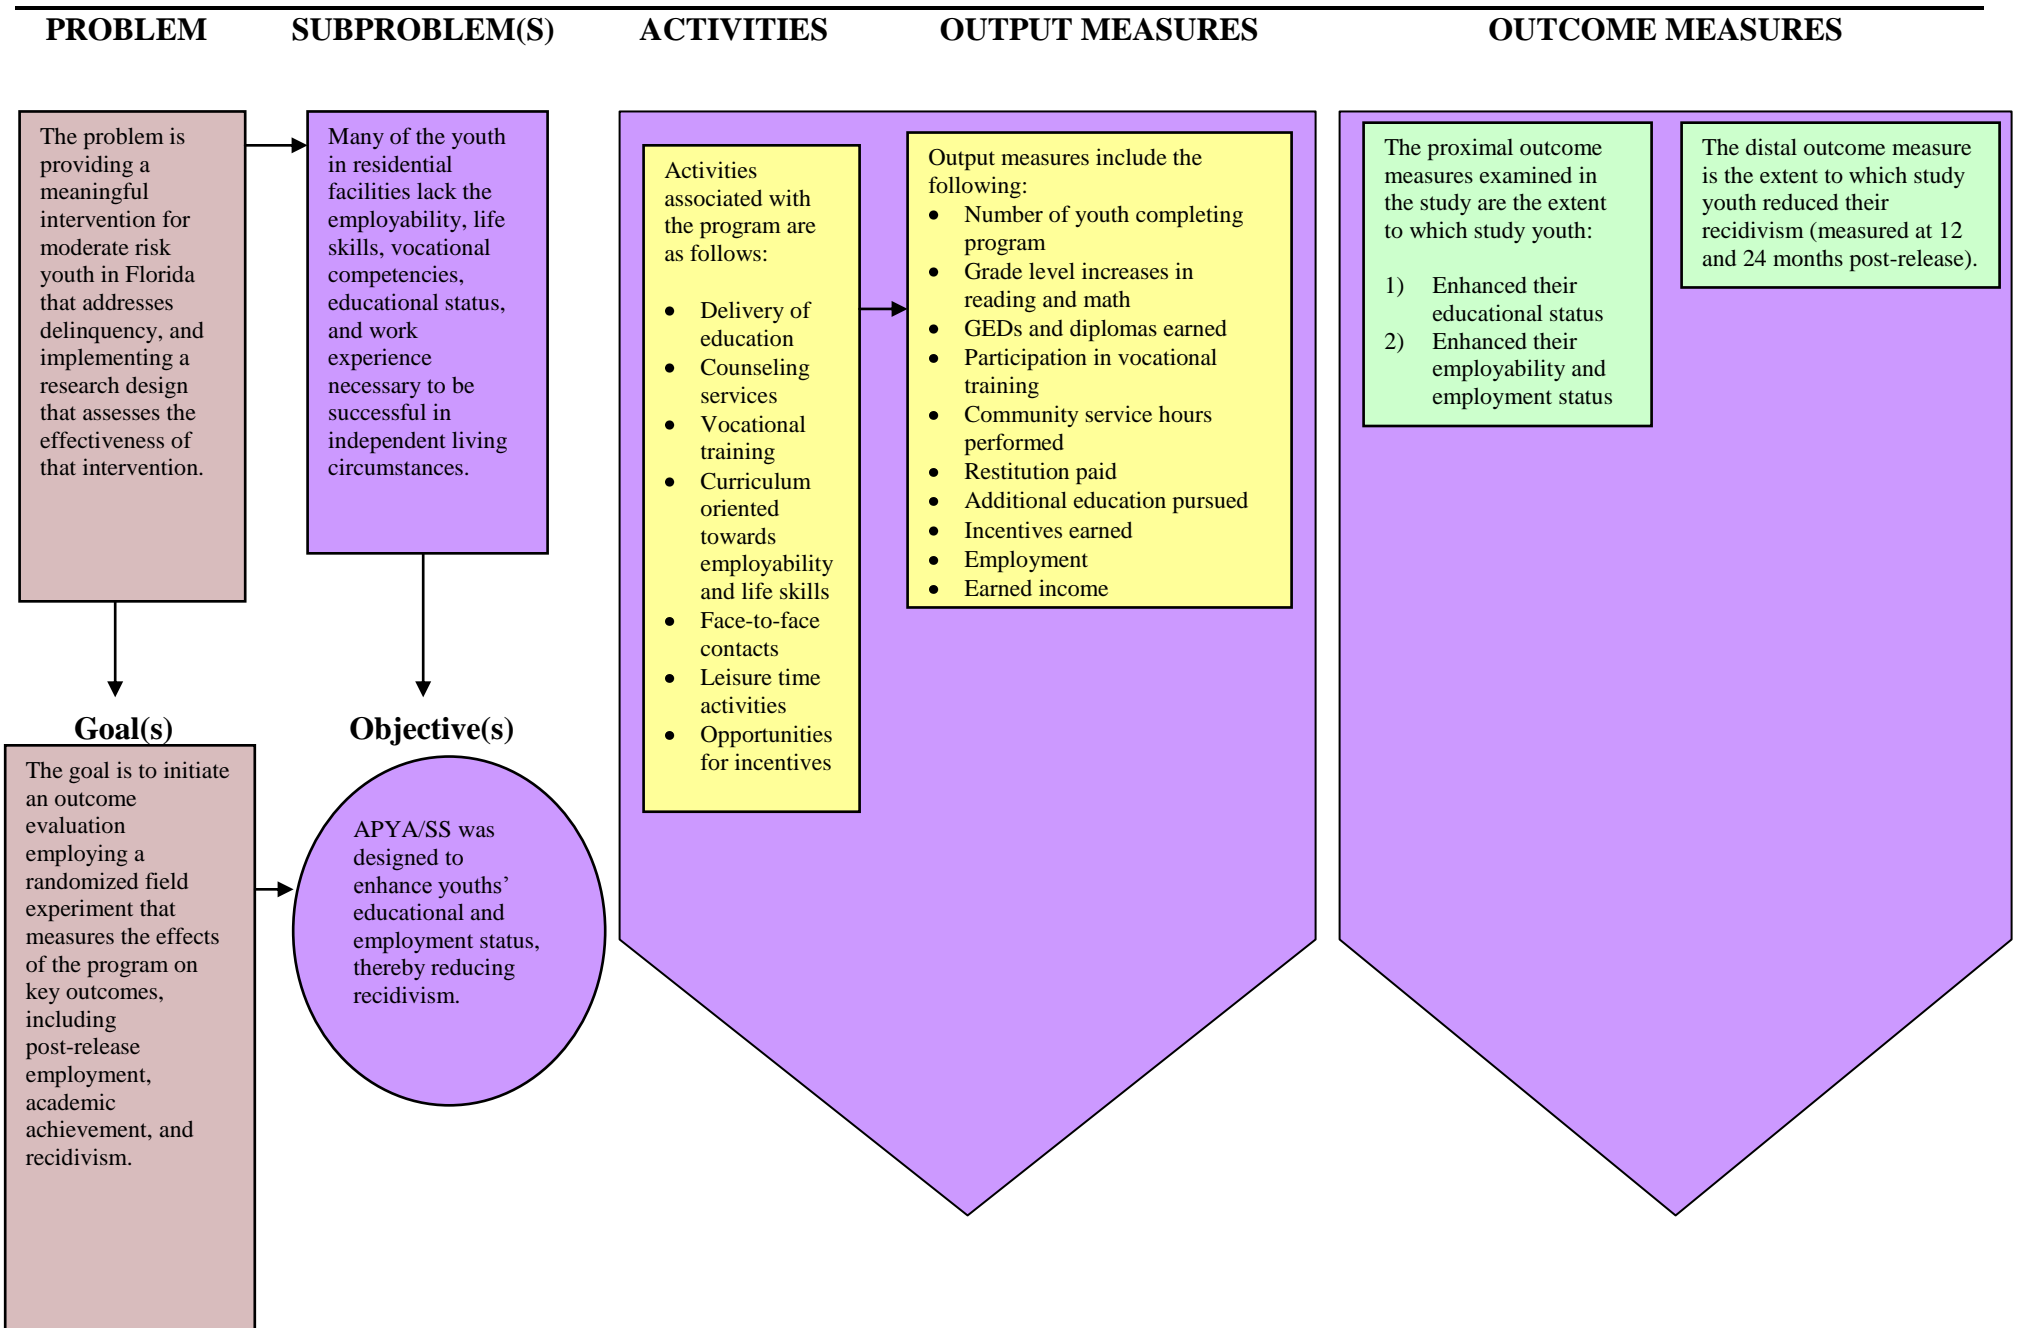 PROBLEM SUBPROBLEM(S) ACTIVITIES OUTPUT MEASURES OUTCOME MEASURES
The problem is
providing a
meaningful
intervention for
moderate risk
youth in Florida
that addresses
delinquency, and
implementing a
research design
that assesses the
effectiveness of
that intervention.
Many of the youth
in residential
facilities lack the
employability, life
skills, vocational
competencies,
educational status,
and work
experience
necessary to be
successful in
independent living
circumstances.
Goal(s)
The goal is to initiate
an outcome
evaluation
employing a
randomized field
experiment that
measures the effects
of the program on
key outcomes,
including
post-release
employment,
academic
achievement, and
recidivism.
Objective(s)
APYA/SS was
designed to
enhance youths’
educational and
employment status,
thereby reducing
recidivism.
Activities
associated with
the program are
as follows:
• Delivery of
education
• Counseling
services
• Vocational
training
• Curriculum
oriented
towards
employability
and life skills
• Face-to-face
contacts
• Leisure time
activities
• Opportunities
for incentives
Output measures include the
following:
• Number of youth completing
program
• Grade level increases in
reading and math
• GEDs and diplomas earned
• Participation in vocational
training
• Community service hours
performed
• Restitution paid
• Additional education pursued
• Incentives earned
• Employment
• Earned income
The proximal outcome
measures examined in
the study are the extent
to which study youth:
1) Enhanced their
educational status
2) Enhanced their
employability and
employment status
The distal outcome measure
is the extent to which study
youth reduced their
recidivism (measured at 12
and 24 months post-release).